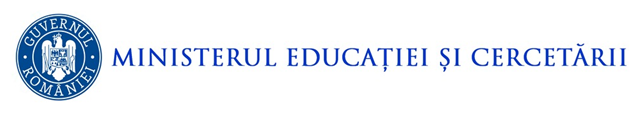 GUVERNUL ROMÂNIEI
MINISTERUL EDUCAȚIEI ȘI CERCETĂRII